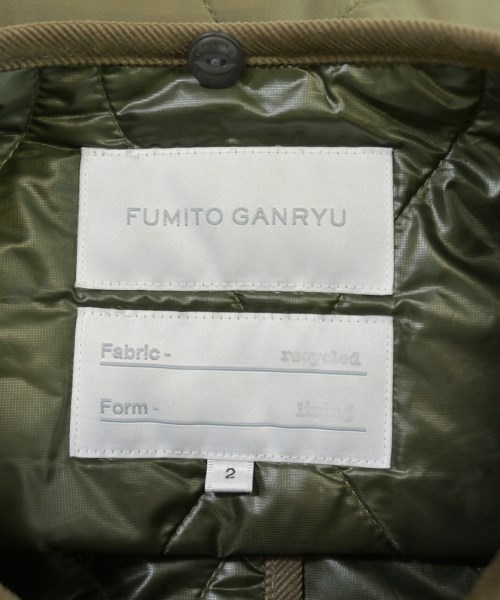 FUMITO GANRYU
Fabric - recycled
Form - lining
2